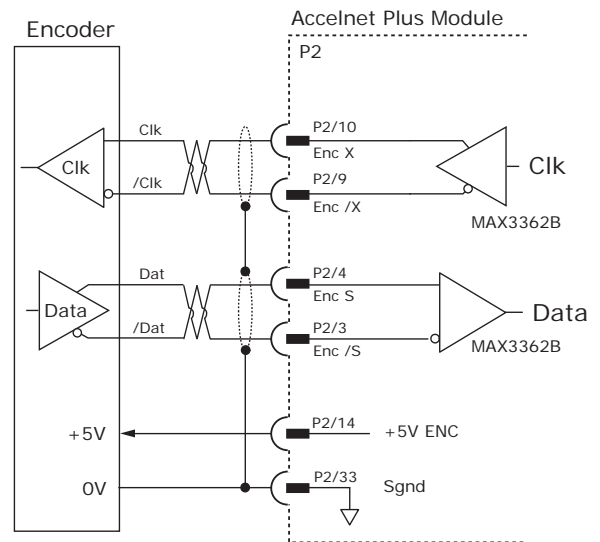 Accelnet Plus Module
Encoder
P2
Clk
P2/10
Enc X
Clk
Clk
/Clk
P2/9
Enc /X
MAX3362B
Dat
P2/4
Enc S
Data
Data
/Dat
P2/3
Enc /S
MAX3362B
+5V
P2/14
+5V ENC
0V
P2/33
Sgnd